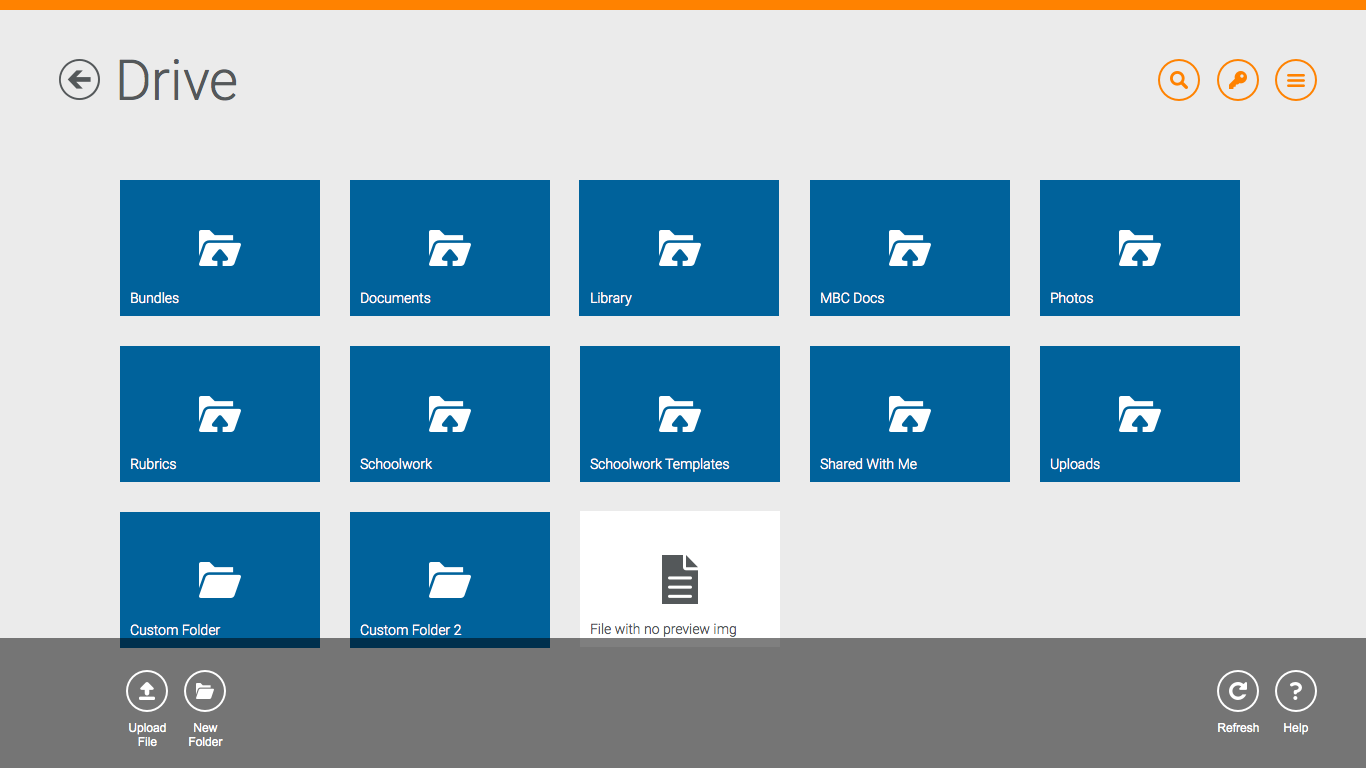 Drive
Bundles
Documents
Library
MBC Docs
Photos
Rubrics
Schoolwork
Schoolwork Templates
Shared With Me
Uploads
Custom Folder
Custom Folder 2
File with no preview img
Upload
File
New
Folder
Refresh
Help